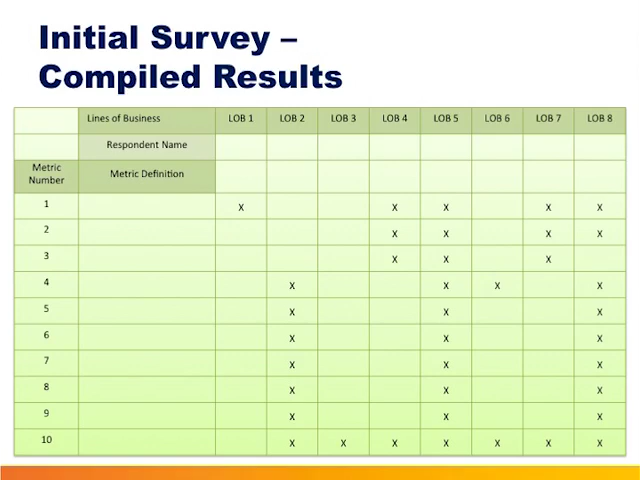 Initial Survey –
Compiled Results
Lines of Business LOB 1 LOB 2 LOB 3 LOB 4 LOB 5 LOB 6 LOB 7 LOB 8
Respondent Name
Metric
Number Metric Definition
1 X X X X X
2 X X X X
3 X X X
4 X X X X
5 X X X
6 X X X
7 X X X
8 X X X
9 X X X
10 X X X X X X X